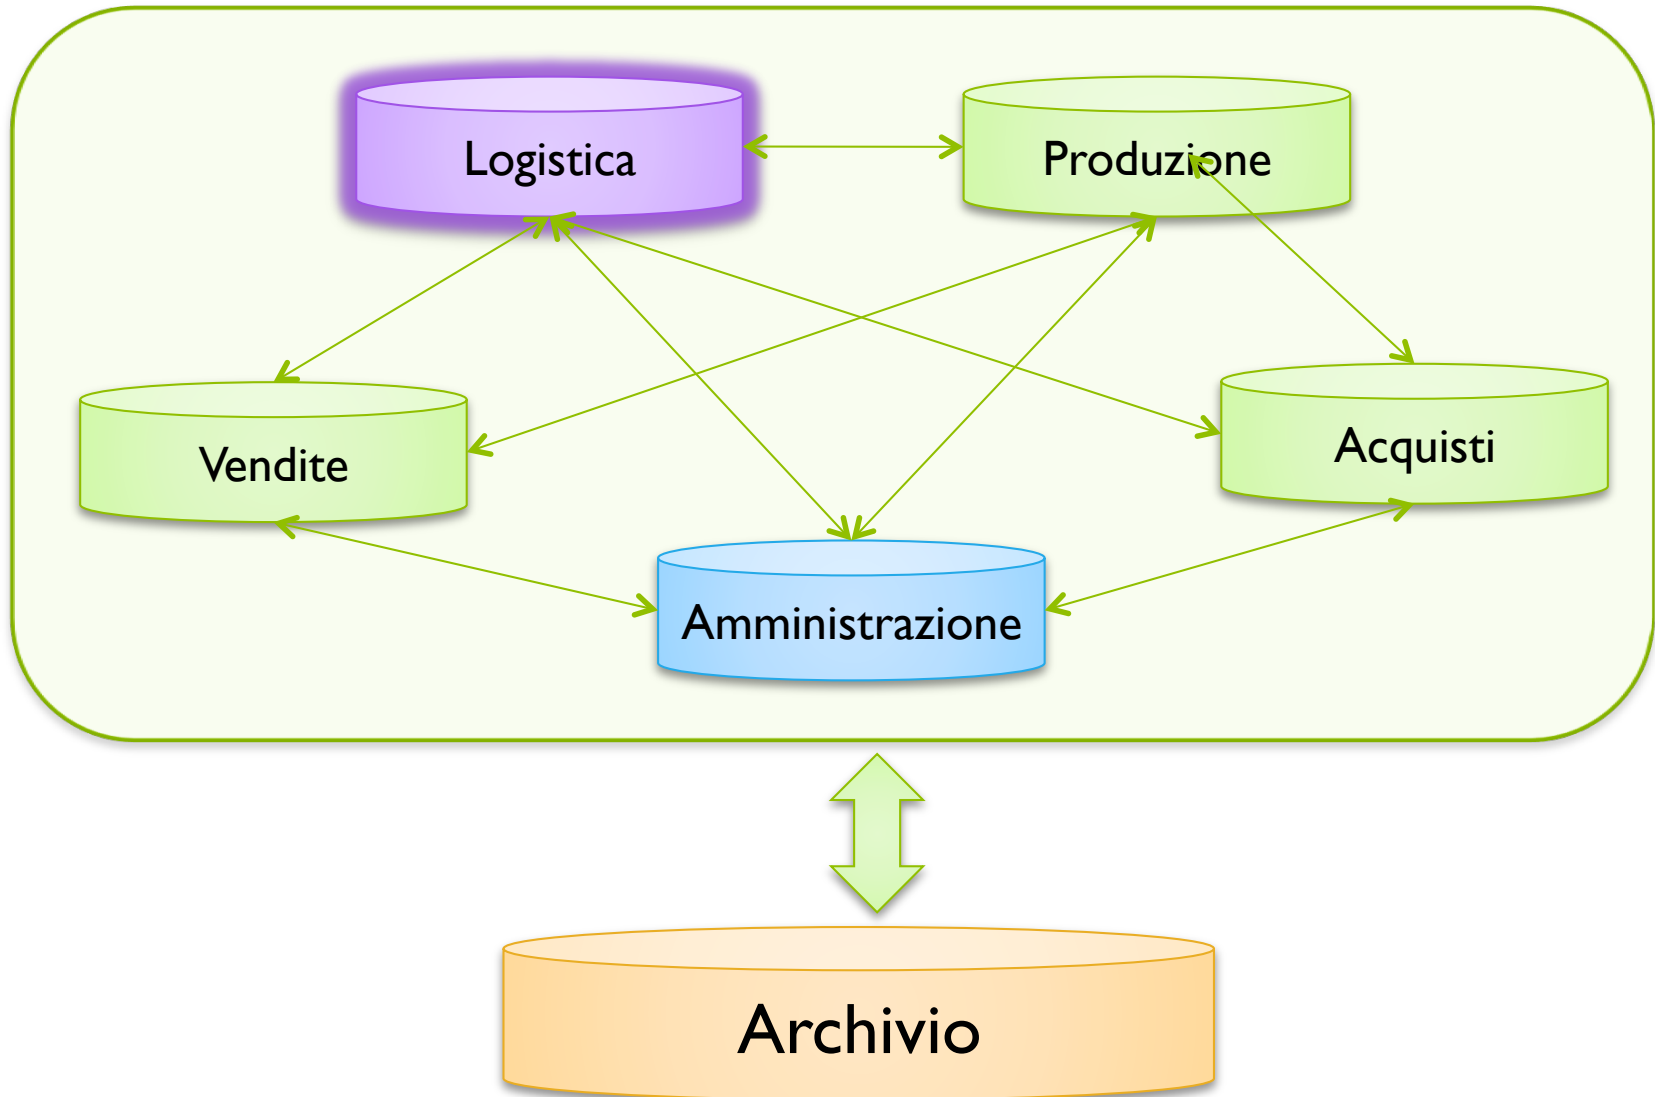 Logistica
Produzione
Vendite
Acquisti
Amministrazione
Archivio